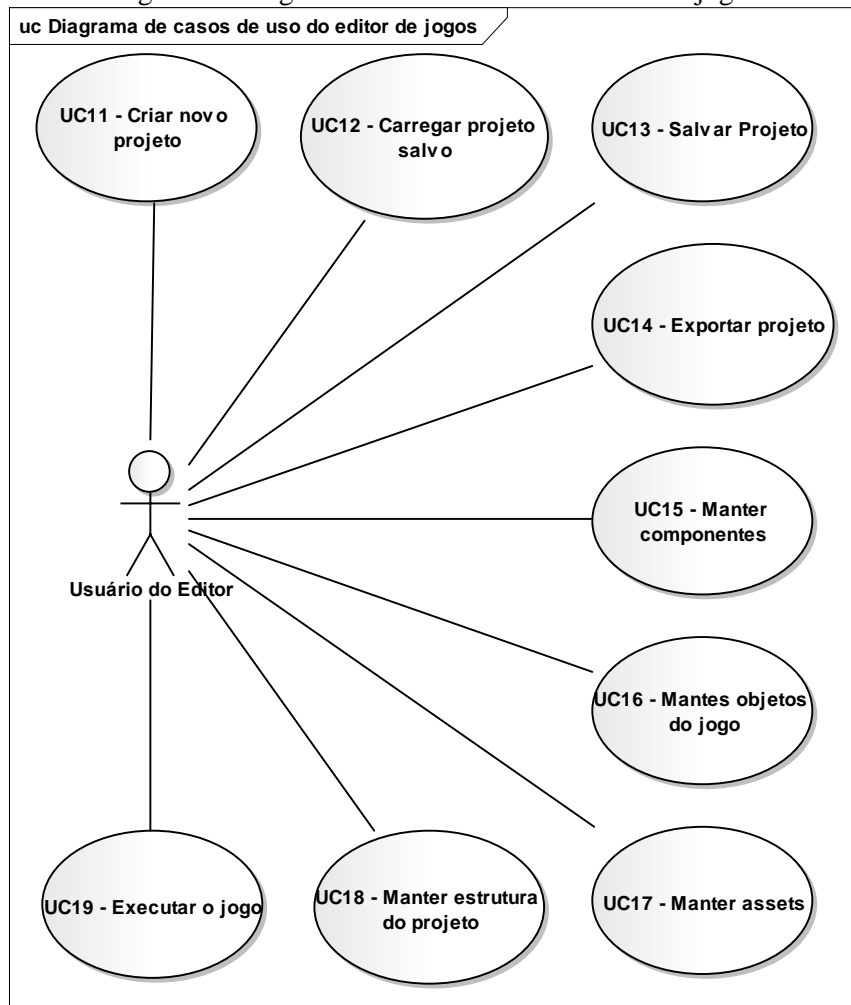 uc Diagrama de casos de uso do editor de jogos
UC11 - Criar novo
projeto
UC12 - Carregar projeto
salvo
UC13 - Salvar Projeto
UC14 - Exportar projeto
UC15 - Manter
componentes
Usuário do Editor
UC16 - Mantes objetos
do jogo
UC19 - Executar o jogo
UC18 - Manter estrutura
do projeto
UC17 - Manter assets